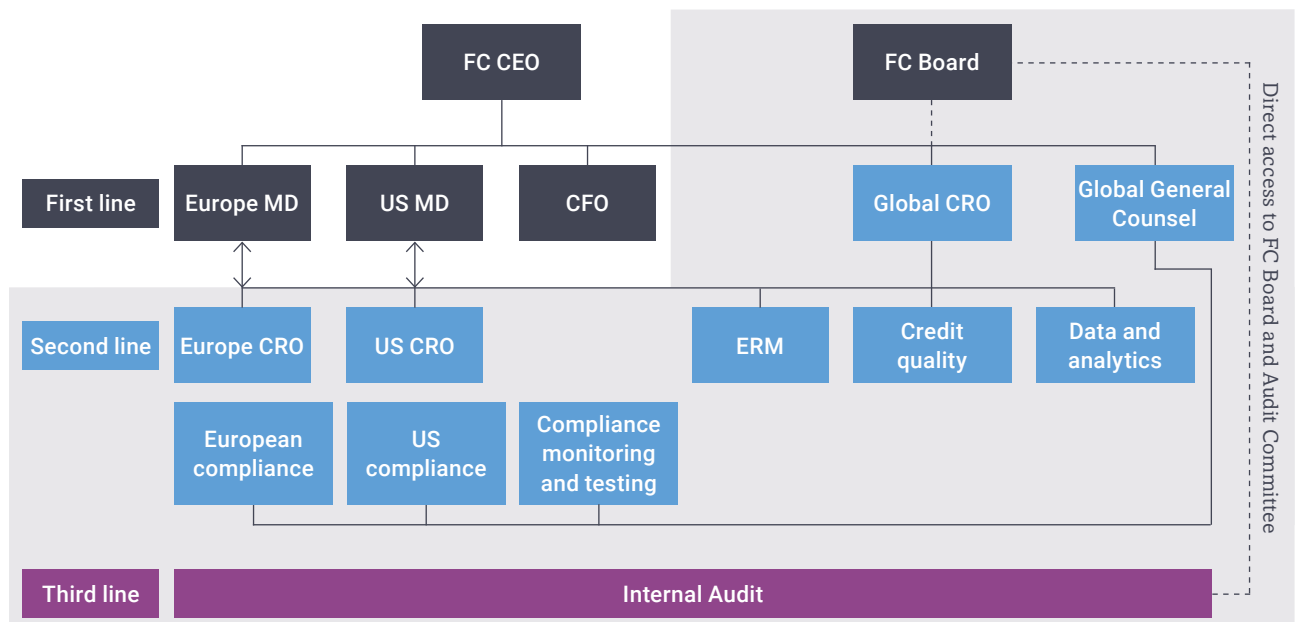 FC CEO
FC Board
First line
Europe MD
US MD
CFO
Global CRO
Global General
Counsel
Second line
Europe CRO
US CRO
ERM
Credit
quality
Data and
analytics
European
compliance
US
compliance
Compliance
monitoring
and testing
Direct access to FC Board and Audit Committee
Third line
Internal Audit